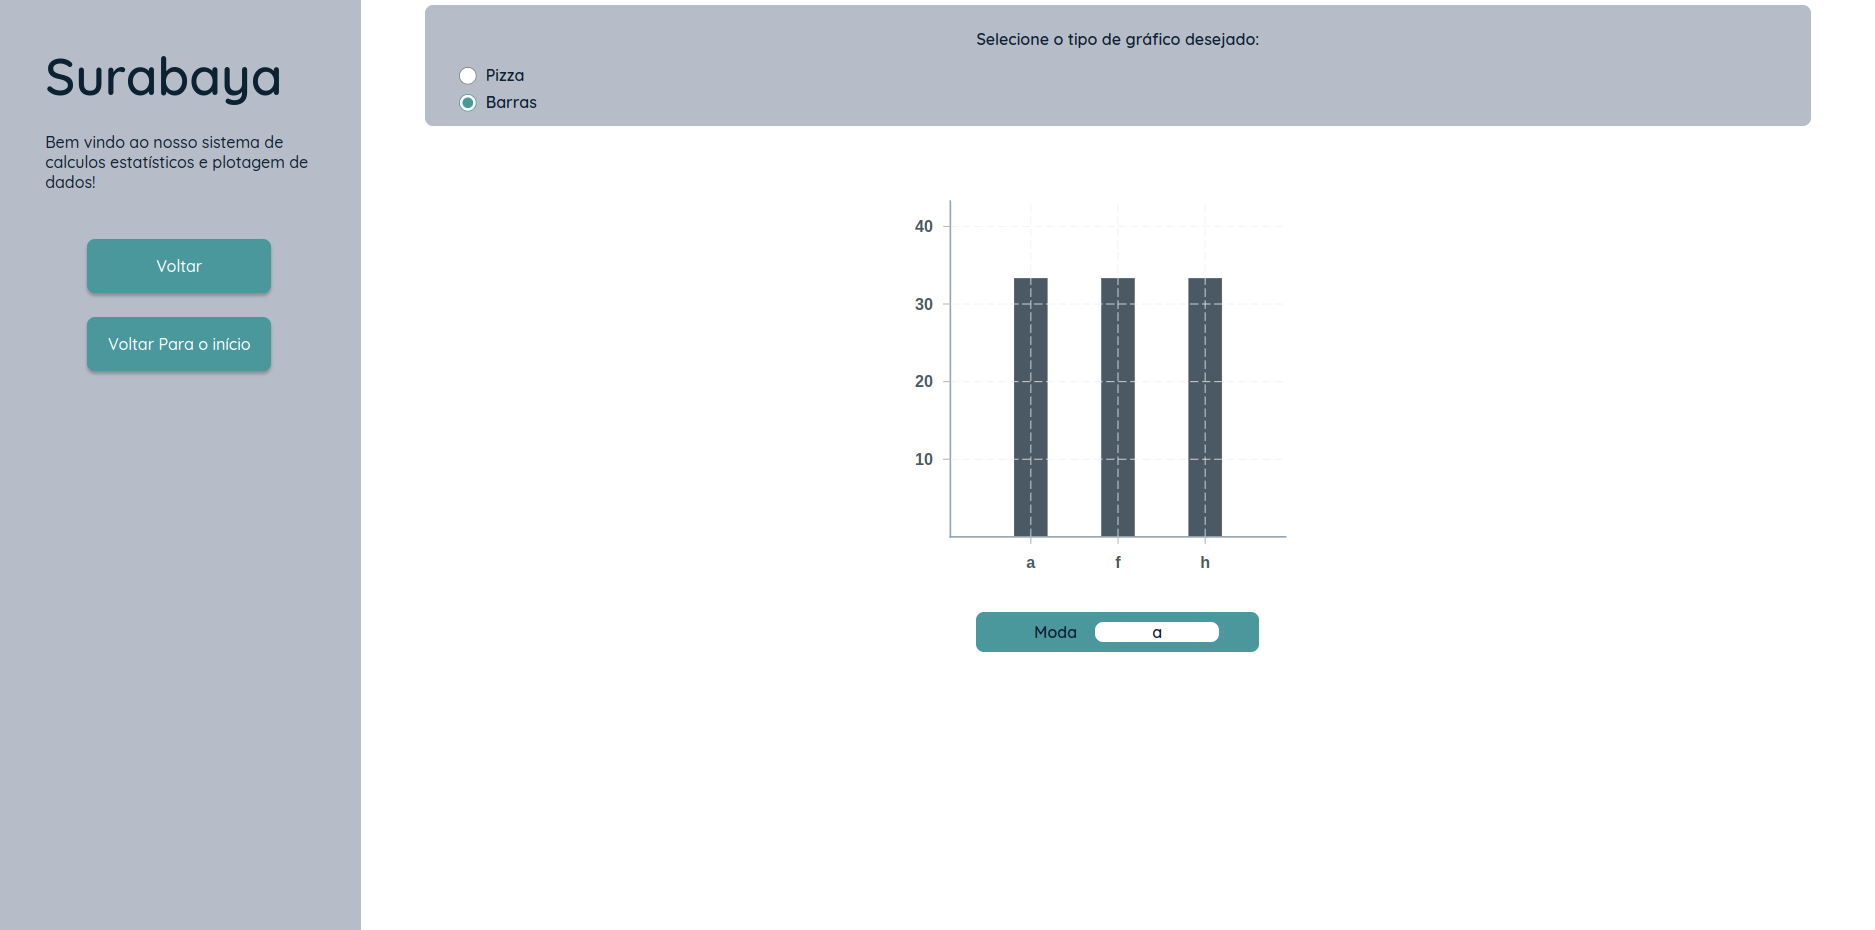 Surabaya
Bem vindo ao nosso sistema de
calculos estatísticos e plotagem de
dados!
Voltar
Voltar Para o início
Selecione o tipo de gráfico desejado:
Pizza
Barras
40
30
20
10
a f h
Moda a